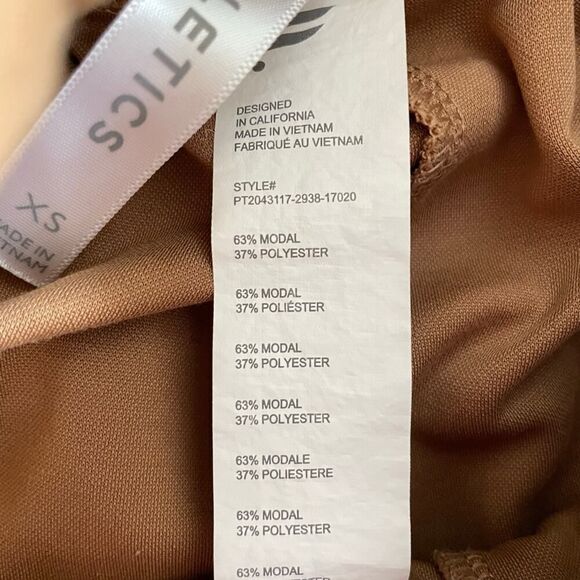 LETICS
XS
MADE IN
VIETNAM
DESIGNED
IN CALIFORNIA
MADE IN VIETNAM
FABRIQUÉ AU VIETNAM
STYLE#
PT2043117-2938-17020
63% MODAL
37% POLYESTER
63% MODAL
37% POLIÉSTER
63% MODAL
37% POLYESTER
63% MODAL
37% POLYESTER
63% MODALE
37% POLIESTERE
63% MODAL
37% POLYESTER
63% MODAL